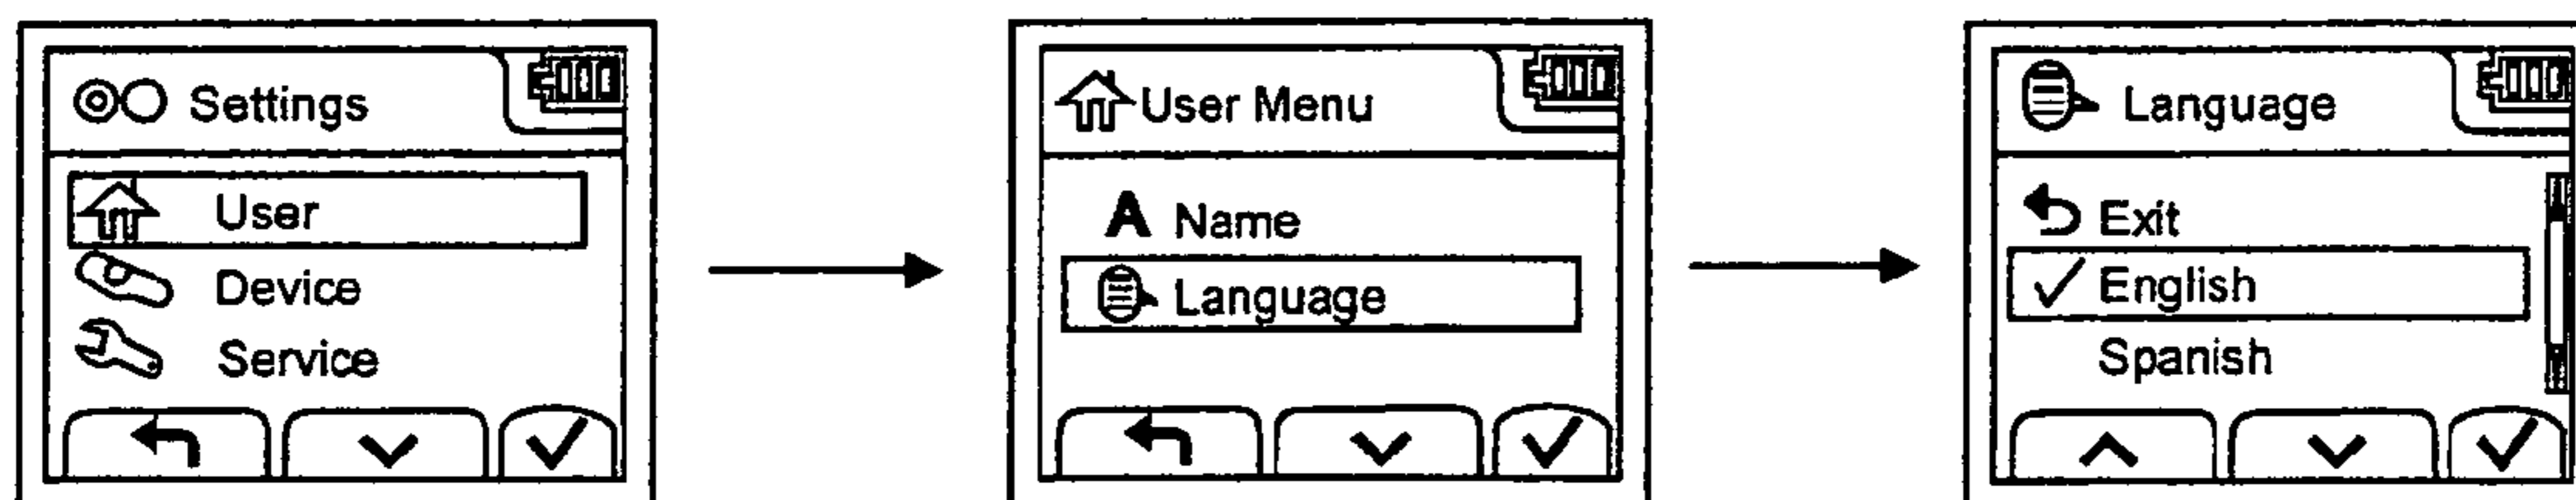 Settings
User
Device
Service
User Menu
A Name
Language
Language
Exit
English
Spanish